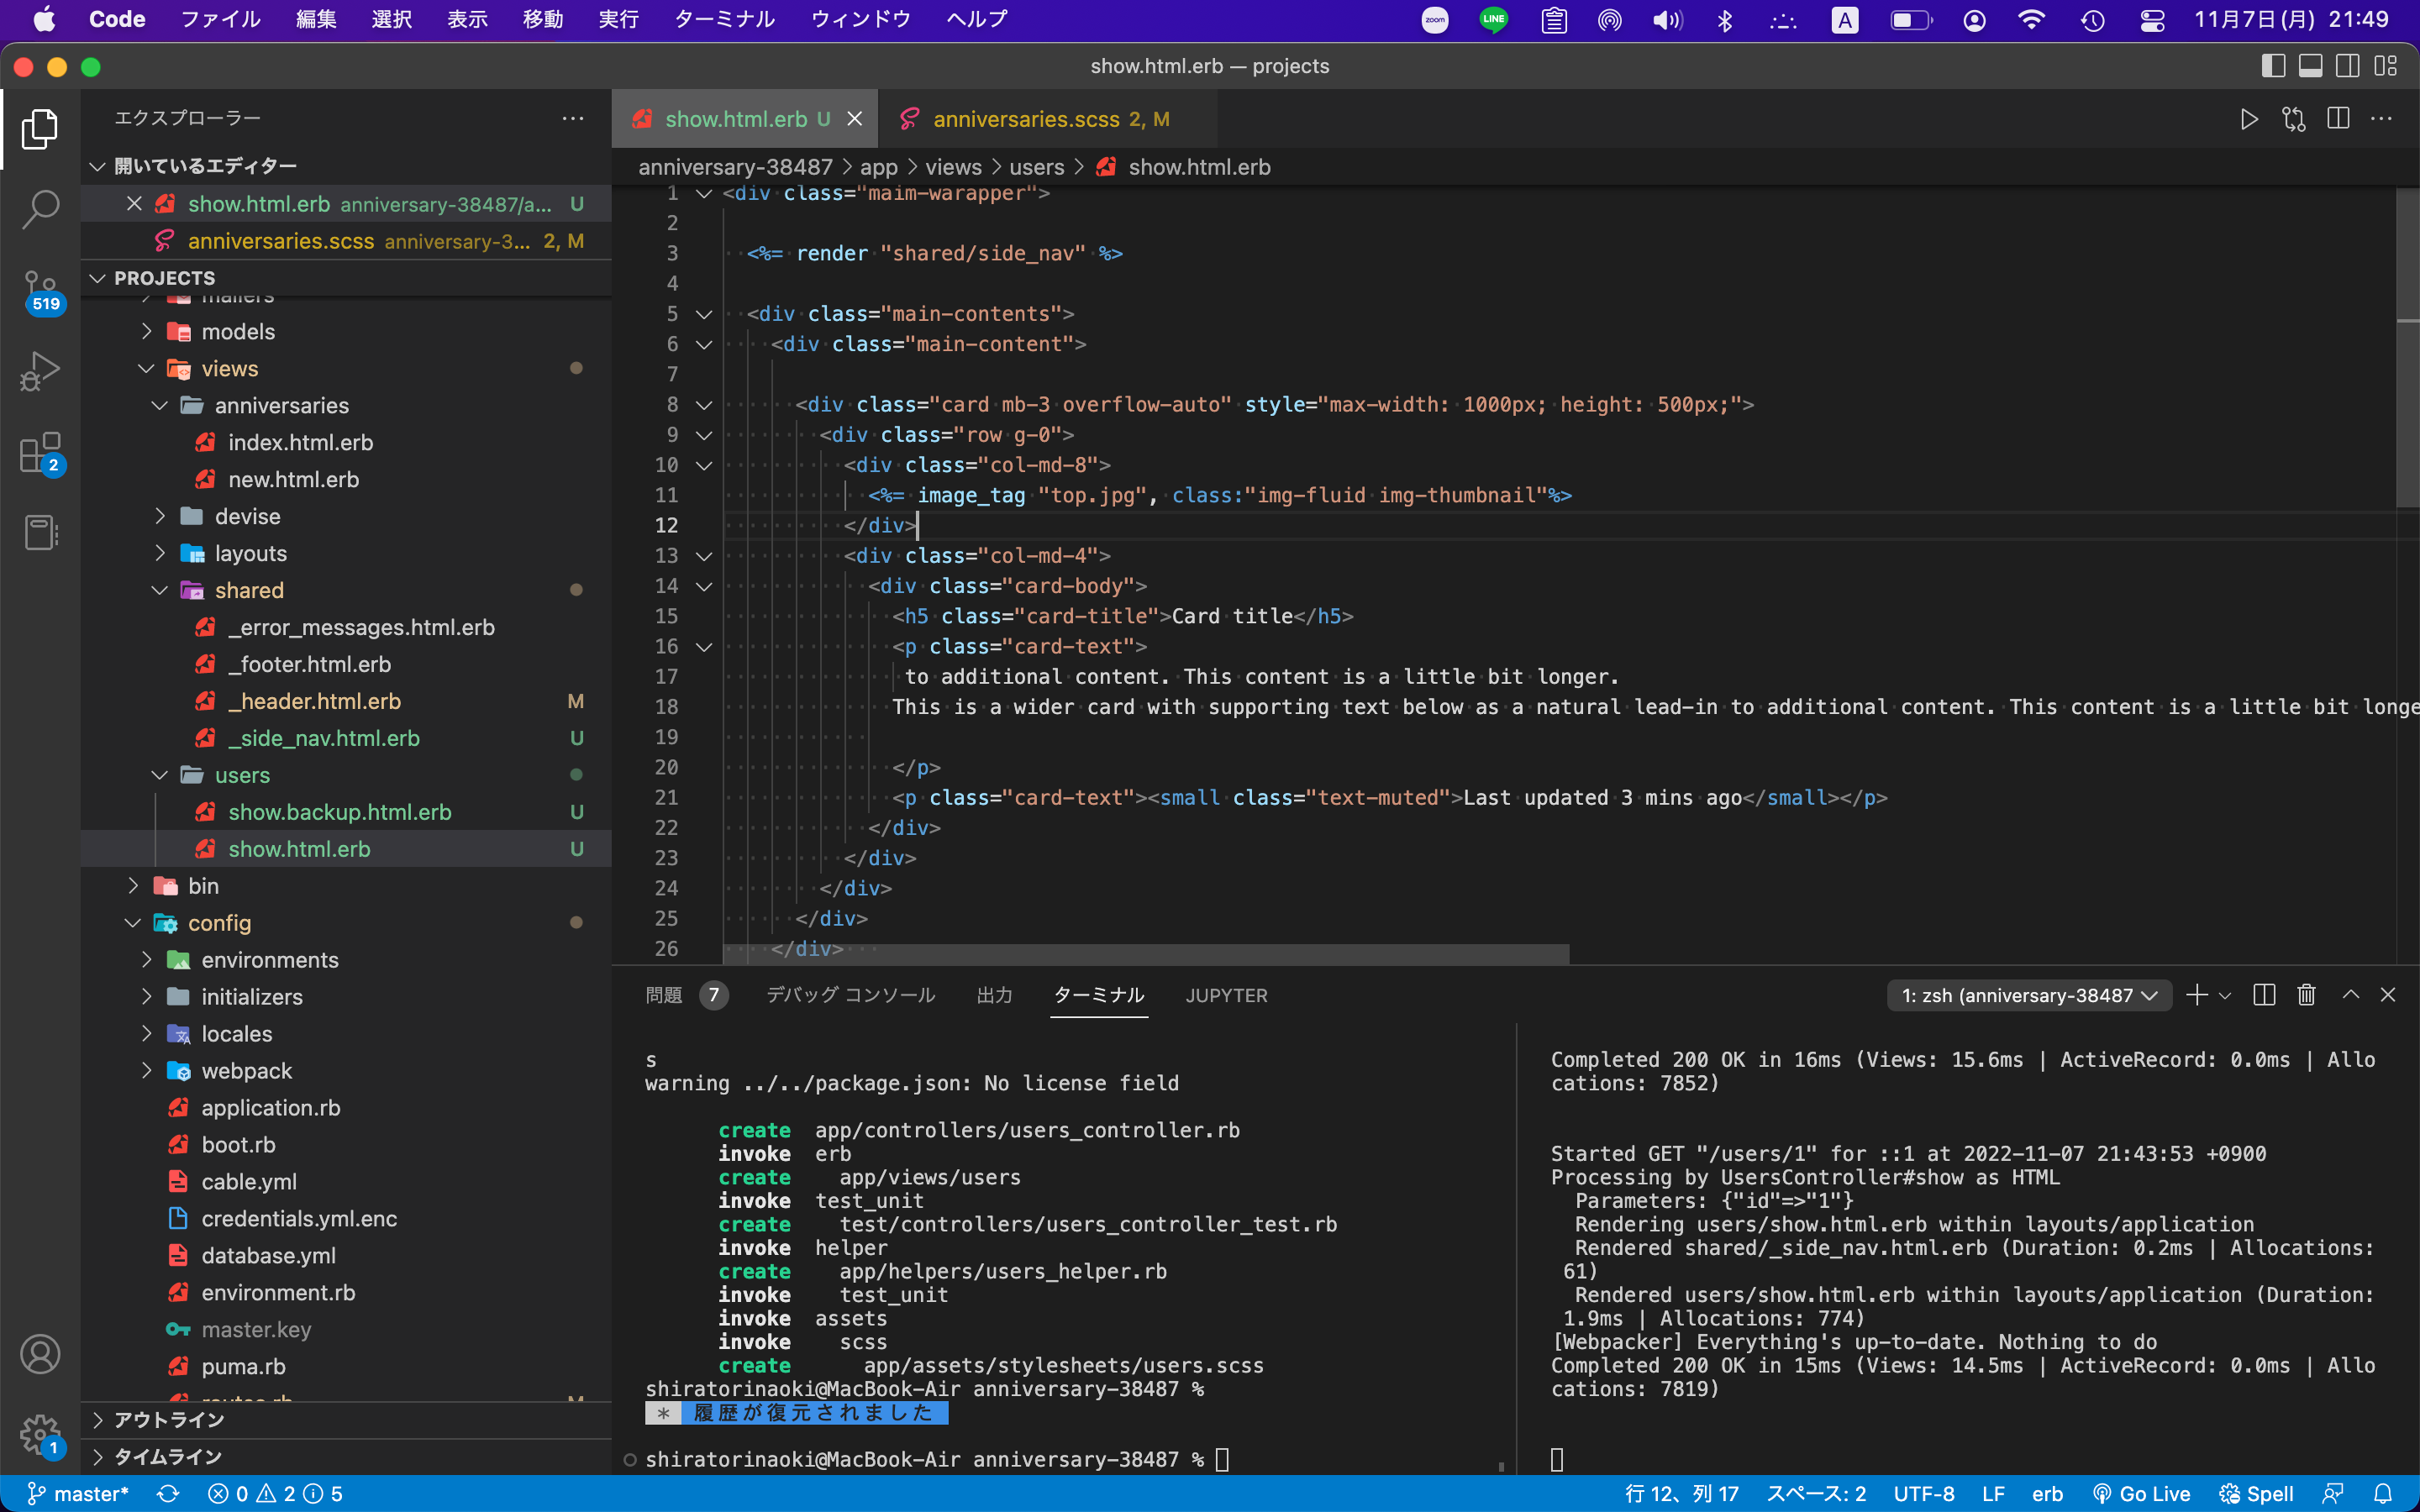 Code ファイル 編集 選択 表示 移動 実行 ターミナル ウィンドウ ヘルプ zoom LINE A 11月7日(月) 21:49
show.html.erb — projects
エクスプローラー
開いているエディター
show.html.erb anniversary-38487/a... U
anniversaries.scss anniversary-3... 2, M
PROJECTS
mailers
models
views
anniversaries
index.html.erb
new.html.erb
devise
layouts
shared
_error_messages.html.erb
_footer.html.erb
_header.html.erb M
_side_nav.html.erb U
users
show.backup.html.erb U
show.html.erb U
bin
config
environments
initializers
locales
webpack
application.rb
boot.rb
cable.yml
credentials.yml.enc
database.yml
environment.rb
master.key
puma.rb
routes.rb M
アウトライン
タイムライン
519
2
1
show.html.erb U
anniversaries.scss 2, M
anniversary-38487 > app > views > users > show.html.erb
1 <div class="maim-warapper">
2
3 <%= render "shared/side_nav" %>
4
5 <div class="main-contents">
6 <div class="main-content">
7
8 <div class="card mb-3 overflow-auto" style="max-width: 1000px; height: 500px;">
9 <div class="row g-0">
10 <div class="col-md-8">
11 <%= image_tag "top.jpg", class:"img-fluid img-thumbnail"%>
12 </div>
13 <div class="col-md-4">
14 <div class="card-body">
15 <h5 class="card-title">Card title</h5>
16 <p class="card-text">
17 to additional content. This content is a little bit longer.
18 This is a wider card with supporting text below as a natural lead-in to additional content. This content is a little bit longe
19
20 </p>
21 <p class="card-text"><small class="text-muted">Last updated 3 mins ago</small></p>
22 </div>
23 </div>
24 </div>
25 </div>
26 </div>
問題 7 デバッグ コンソール 出力 ターミナル JUPYTER
1: zsh (anniversary-38487
s
warning ../../package.json: No license field
create app/controllers/users_controller.rb
invoke erb
create app/views/users
invoke test_unit
create test/controllers/users_controller_test.rb
invoke helper
create app/helpers/users_helper.rb
invoke test_unit
invoke assets
invoke scss
create app/assets/stylesheets/users.scss
shiratorinaoki@MacBook-Air anniversary-38487 %
* 履歴が復元されました
shiratorinaoki@MacBook-Air anniversary-38487 %
Completed 200 OK in 16ms (Views: 15.6ms | ActiveRecord: 0.0ms | Allo
cations: 7852)
Started GET "/users/1" for ::1 at 2022-11-07 21:43:53 +0900
Processing by UsersController#show as HTML
Parameters: {"id"=>"1"}
Rendering users/show.html.erb within layouts/application
Rendered shared/_side_nav.html.erb (Duration: 0.2ms | Allocations:
61)
Rendered users/show.html.erb within layouts/application (Duration:
1.9ms | Allocations: 774)
[Webpacker] Everything's up-to-date. Nothing to do
Completed 200 OK in 15ms (Views: 14.5ms | ActiveRecord: 0.0ms | Allo
cations: 7819)
master* 0 2 5 行 12、列 17 スペース: 2 UTF-8 LF erb Go Live Spell